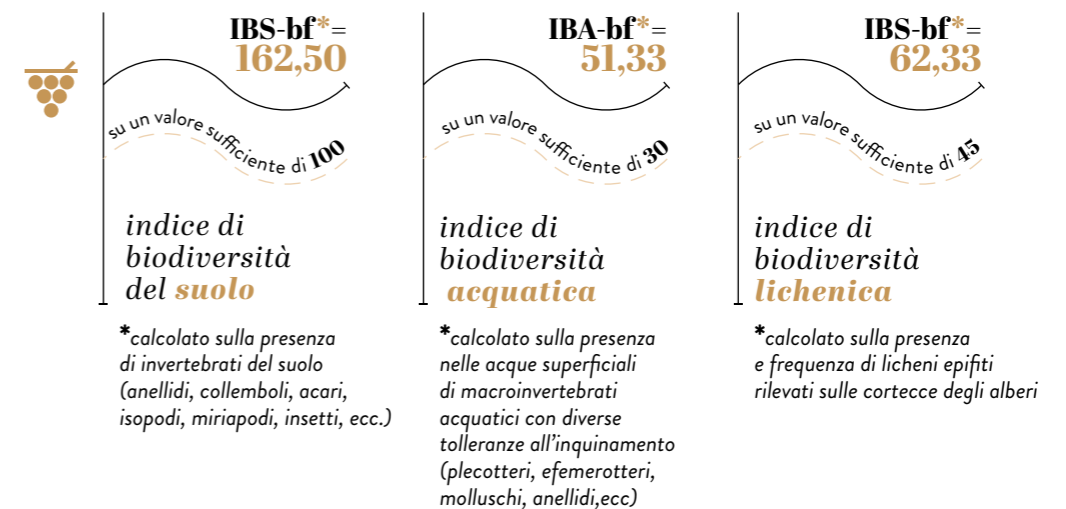 IBS-bf*=
162,50
su un valore sufficiente di 100
indice di
biodiversità
del suolo
*calcolato sulla presenza
di invertebrati del suolo
(anellidi, collemboli, acari,
isopodi, miriapodi, insetti, ecc.)
IBA-bf*=
51,33
su un valore sufficiente di 30
indice di
biodiversità
acquatica
*calcolato sulla presenza
nelle acque superficiali
di macroinvertebrati
acquatici con diverse
tolleranze all'inquinamento
(plecotteri, efemerotteri,
molluschi, anellidi,ecc)
IBS-bf*=
62,33
su un valore sufficiente di 45
indice di
biodiversità
lichenica
*calcolato sulla presenza
e frequenza di licheni epifiti
rilevati sulle cortecce degli alberi